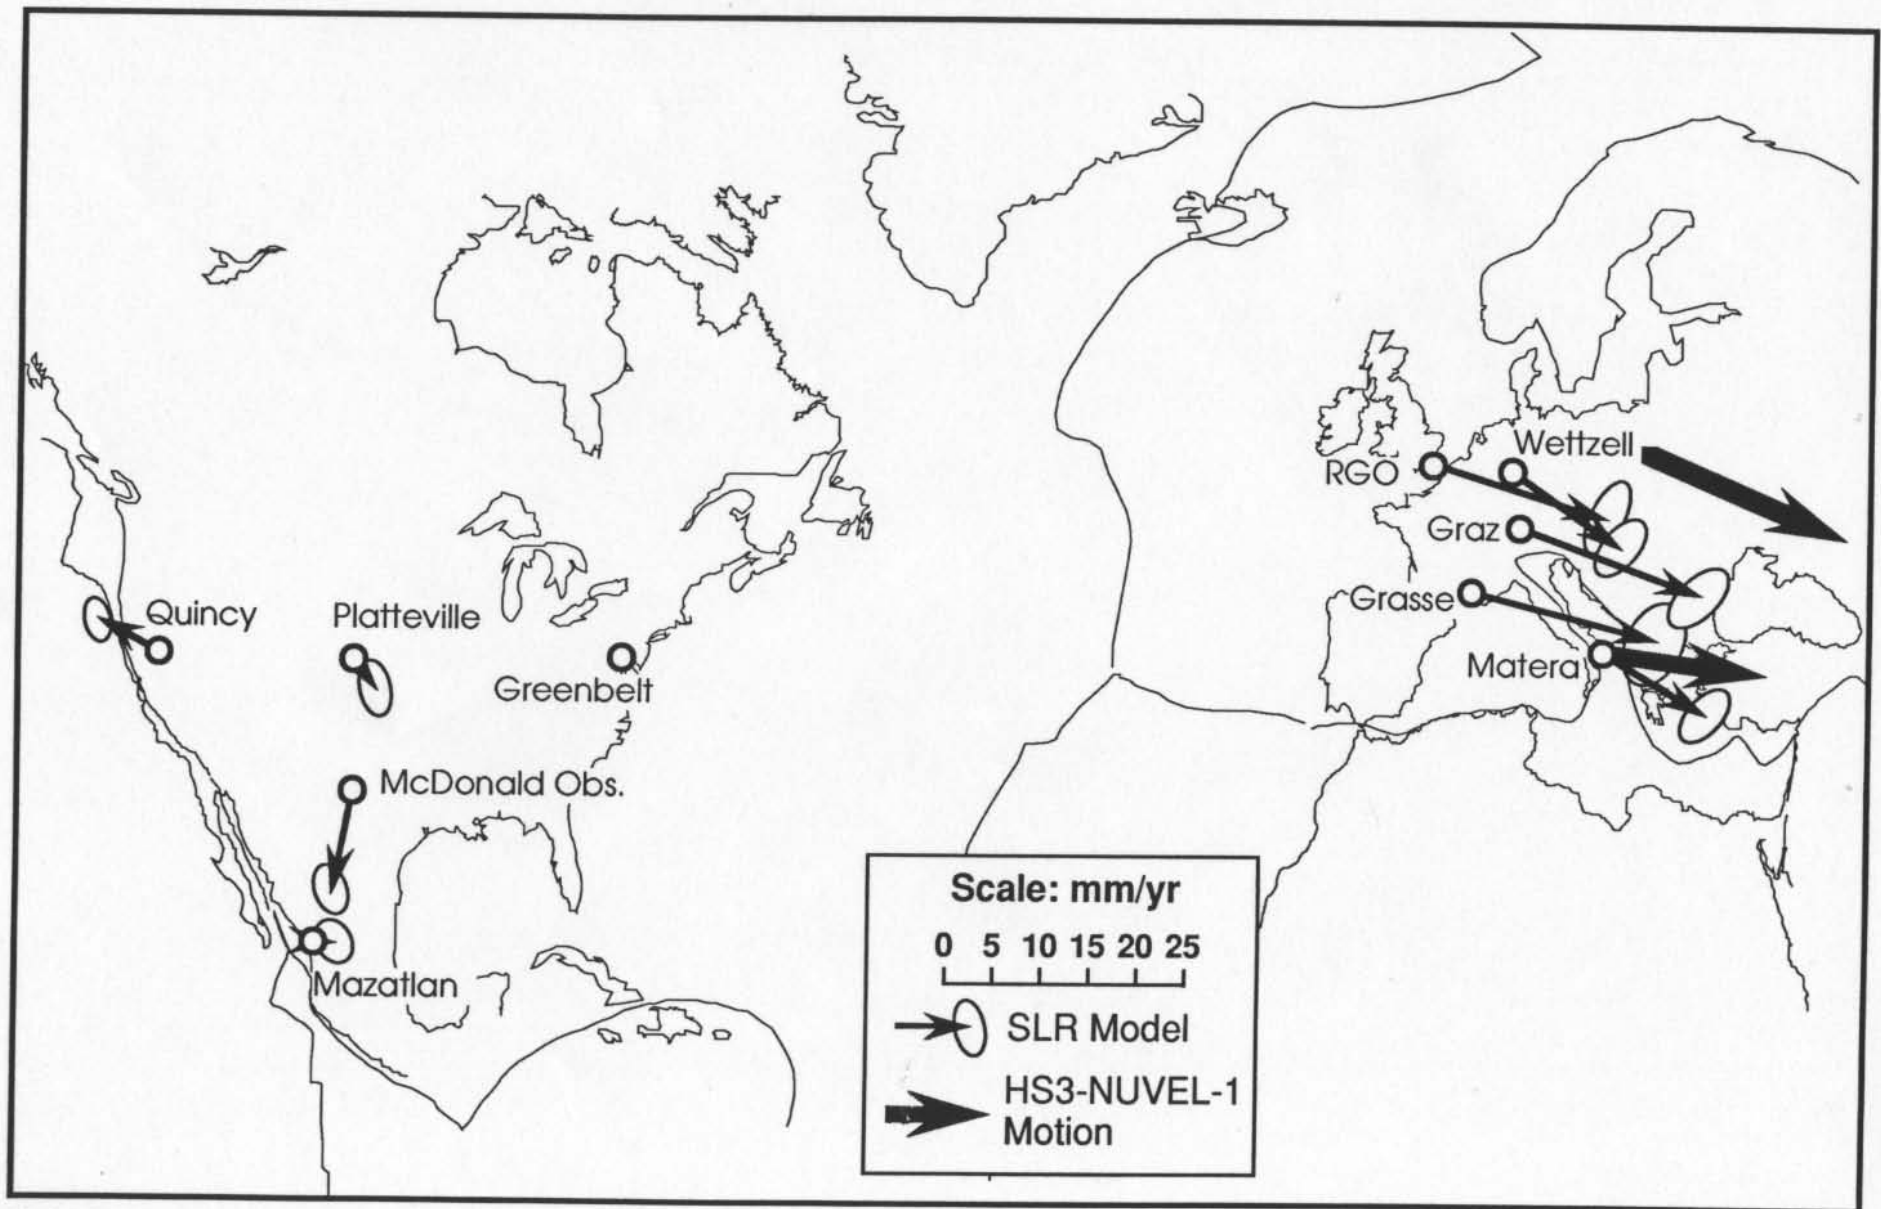 Wettzell
RGO
Graz
Quincy
Platteville
Grasse
Greenbelt
Matera
McDonald Obs.
Mazatlan
Scale: mm/yr
0 5 10 15 20 25
SLR Model
HS3-NUVEL-1
Motion